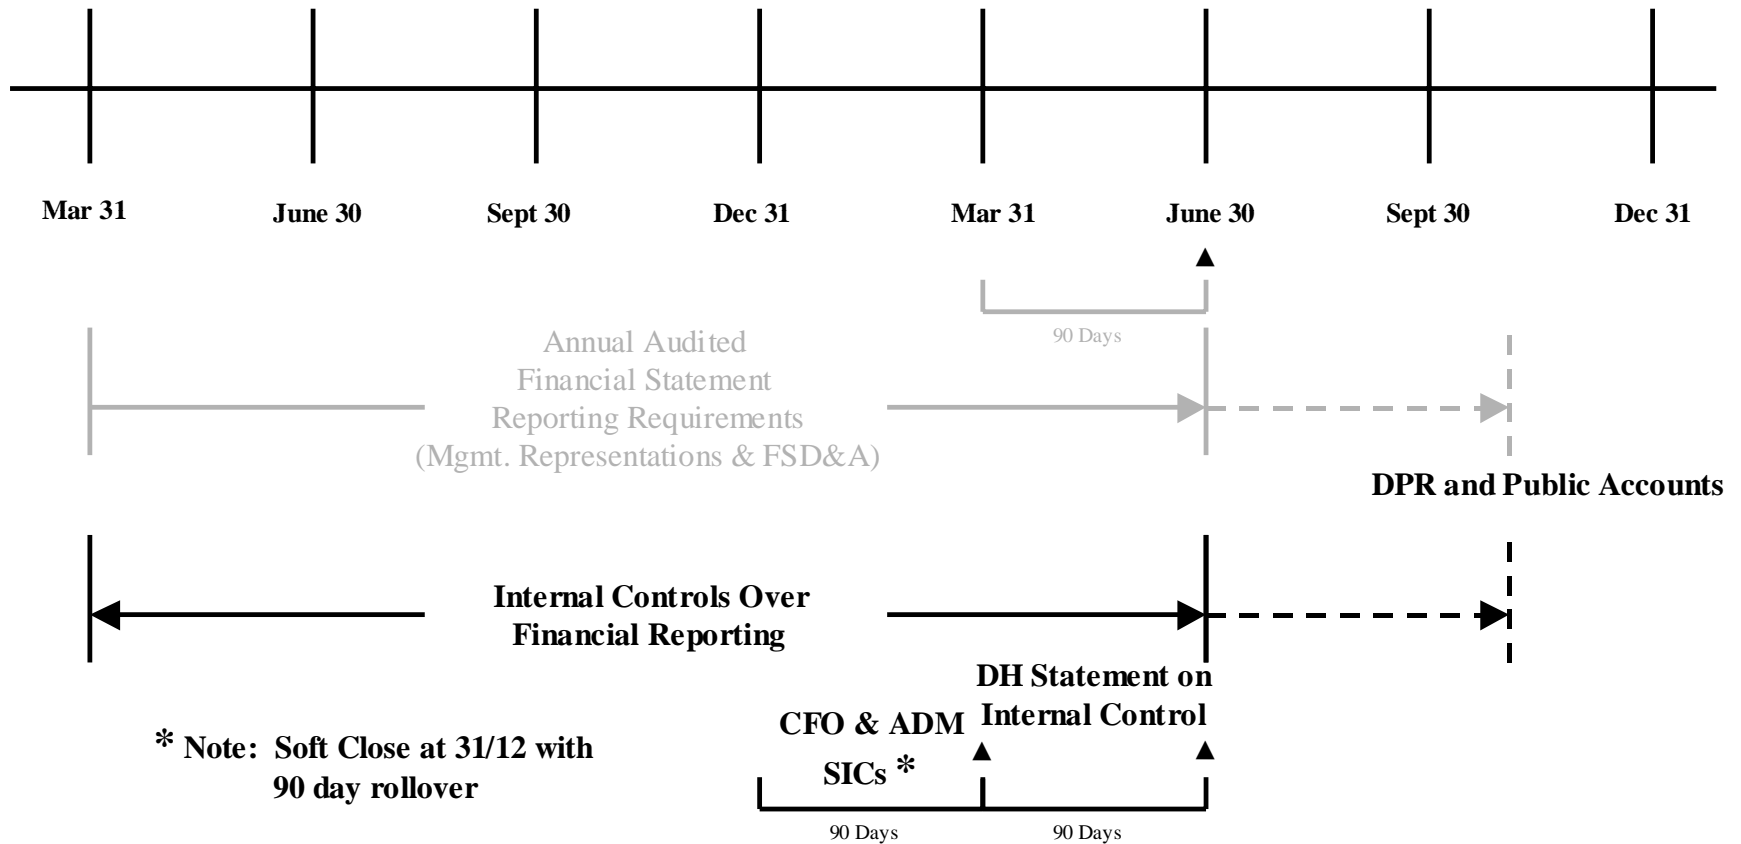 Mar 31
June 30
Sept 30
Dec 31
Mar 31
June 30
Sept 30
Dec 31
90 Days
Annual Audited
Financial Statement
Reporting Requirements
(Mgmt. Representations & FSD&A)
DPR and Public Accounts
Internal Controls Over
Financial Reporting
DH Statement on
Internal Control
CFO & ADM
SICs *
* Note: Soft Close at 31/12 with
90 day rollover
90 Days
90 Days